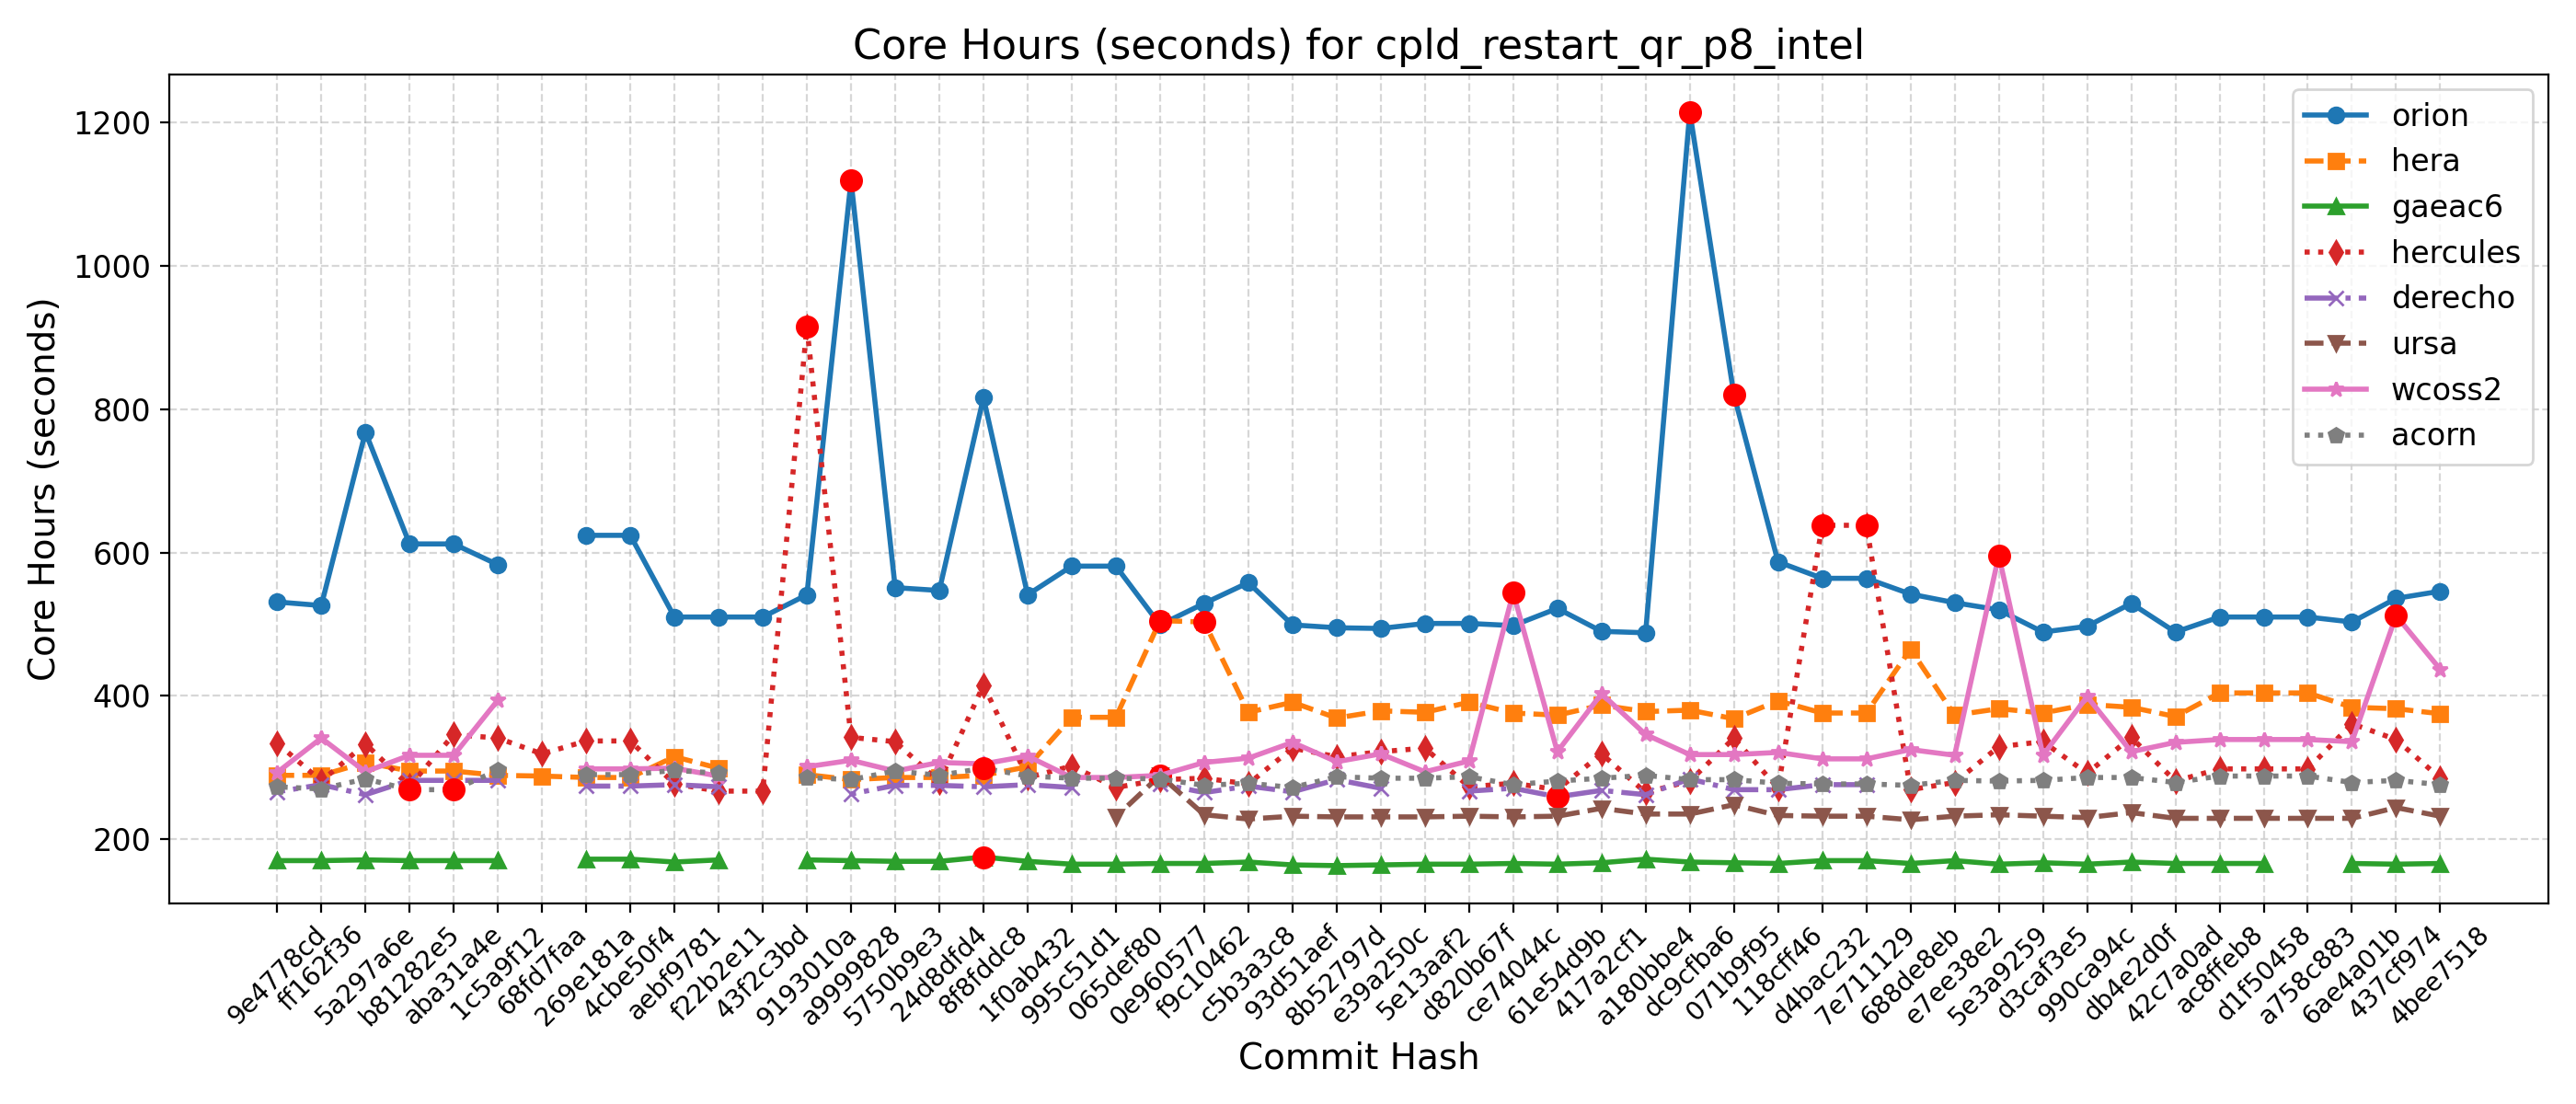 Core Hours (seconds) for cpld_restart_qr_p8_intel
Core Hours (seconds)
1200
1000
800
600
400
200
orion
hera
gaeac6
hercules
derecho
ursa
wcoss2
acorn
9e4778cd
ff162f36
5a297a6e
b81282e5
aba31a4e
1c5a9f12
68fd7faa
269e181a
4cbe50f4
aebf9781
f22b2e11
43f2c3bd
9193010a
a9999828
5750b9e3
24d8dfd4
8f8fddc8
1f0ab432
995c51d1
065def80
0e960577
f9c10462
c5b3a3c8
93d51aef
8b52797d
e39a250c
5e13aaf2
d820b67f
ce74044c
61e54d9b
417a2cf1
a180bbe4
dc9cfba6
071b9f95
118cff46
d4bac232
7e711129
688de8eb
e7ee38e2
5e3a9259
d3caf3e5
990ca94c
db4e2d0f
42c7a0ad
ac8ffeb8
d1f50458
a758c883
6ae4a01b
437cf974
4bee7518
Commit Hash